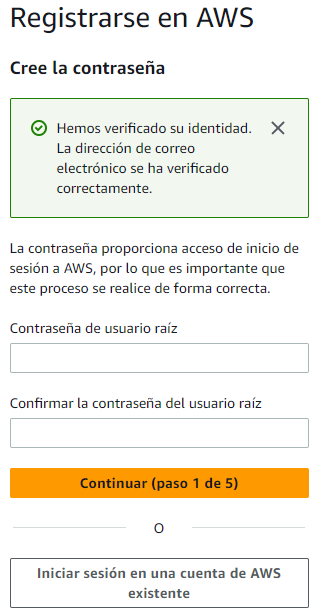 Registrarse en AWS
Cree la contraseña
Hemos verificado su identidad.
La dirección de correo
electrónico se ha verificado
correctamente.
La contraseña proporciona acceso de inicio de
sesión a AWS, por lo que es importante que
este proceso se realice de forma correcta.
Contraseña de usuario raíz
Confirmar la contraseña del usuario raíz
Continuar (paso 1 de 5)
O
Iniciar sesión en una cuenta de AWS
existente